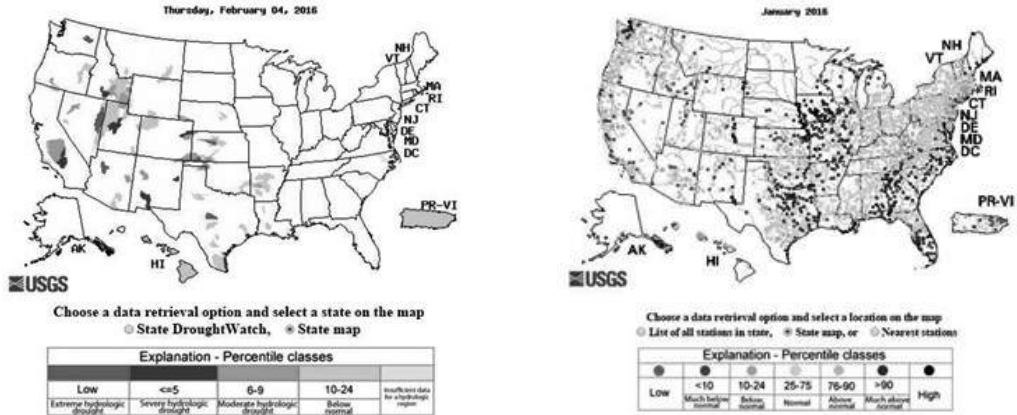 Thursday, February 04, 2016
NH
VT
MA
RI
CT
NJ
DE
MD
DC
PR-VI
AK
HI
USGS
Choose a data retrieval option and select a state on the map
State DroughtWatch, State map
Explanation - Percentile classes
Low <=5 6-9 10-24 Insufficient data for a hydrologic region
Extreme hydrologic drought Severe hydrologic drought Moderate hydrologic drought Below normal
January 2016
NH
VT
MA
RI
CT
NJ
DE
MD
DC
PR-VI
AK
HI
USGS
Choose a data retrieval option and select a location on the map
List of all stations in state, State map, or Nearest stations
Explanation - Percentile classes
Low <10 10-24 25-75 76-90 >90 High
Much below normal Below normal Normal Above normal Much above normal